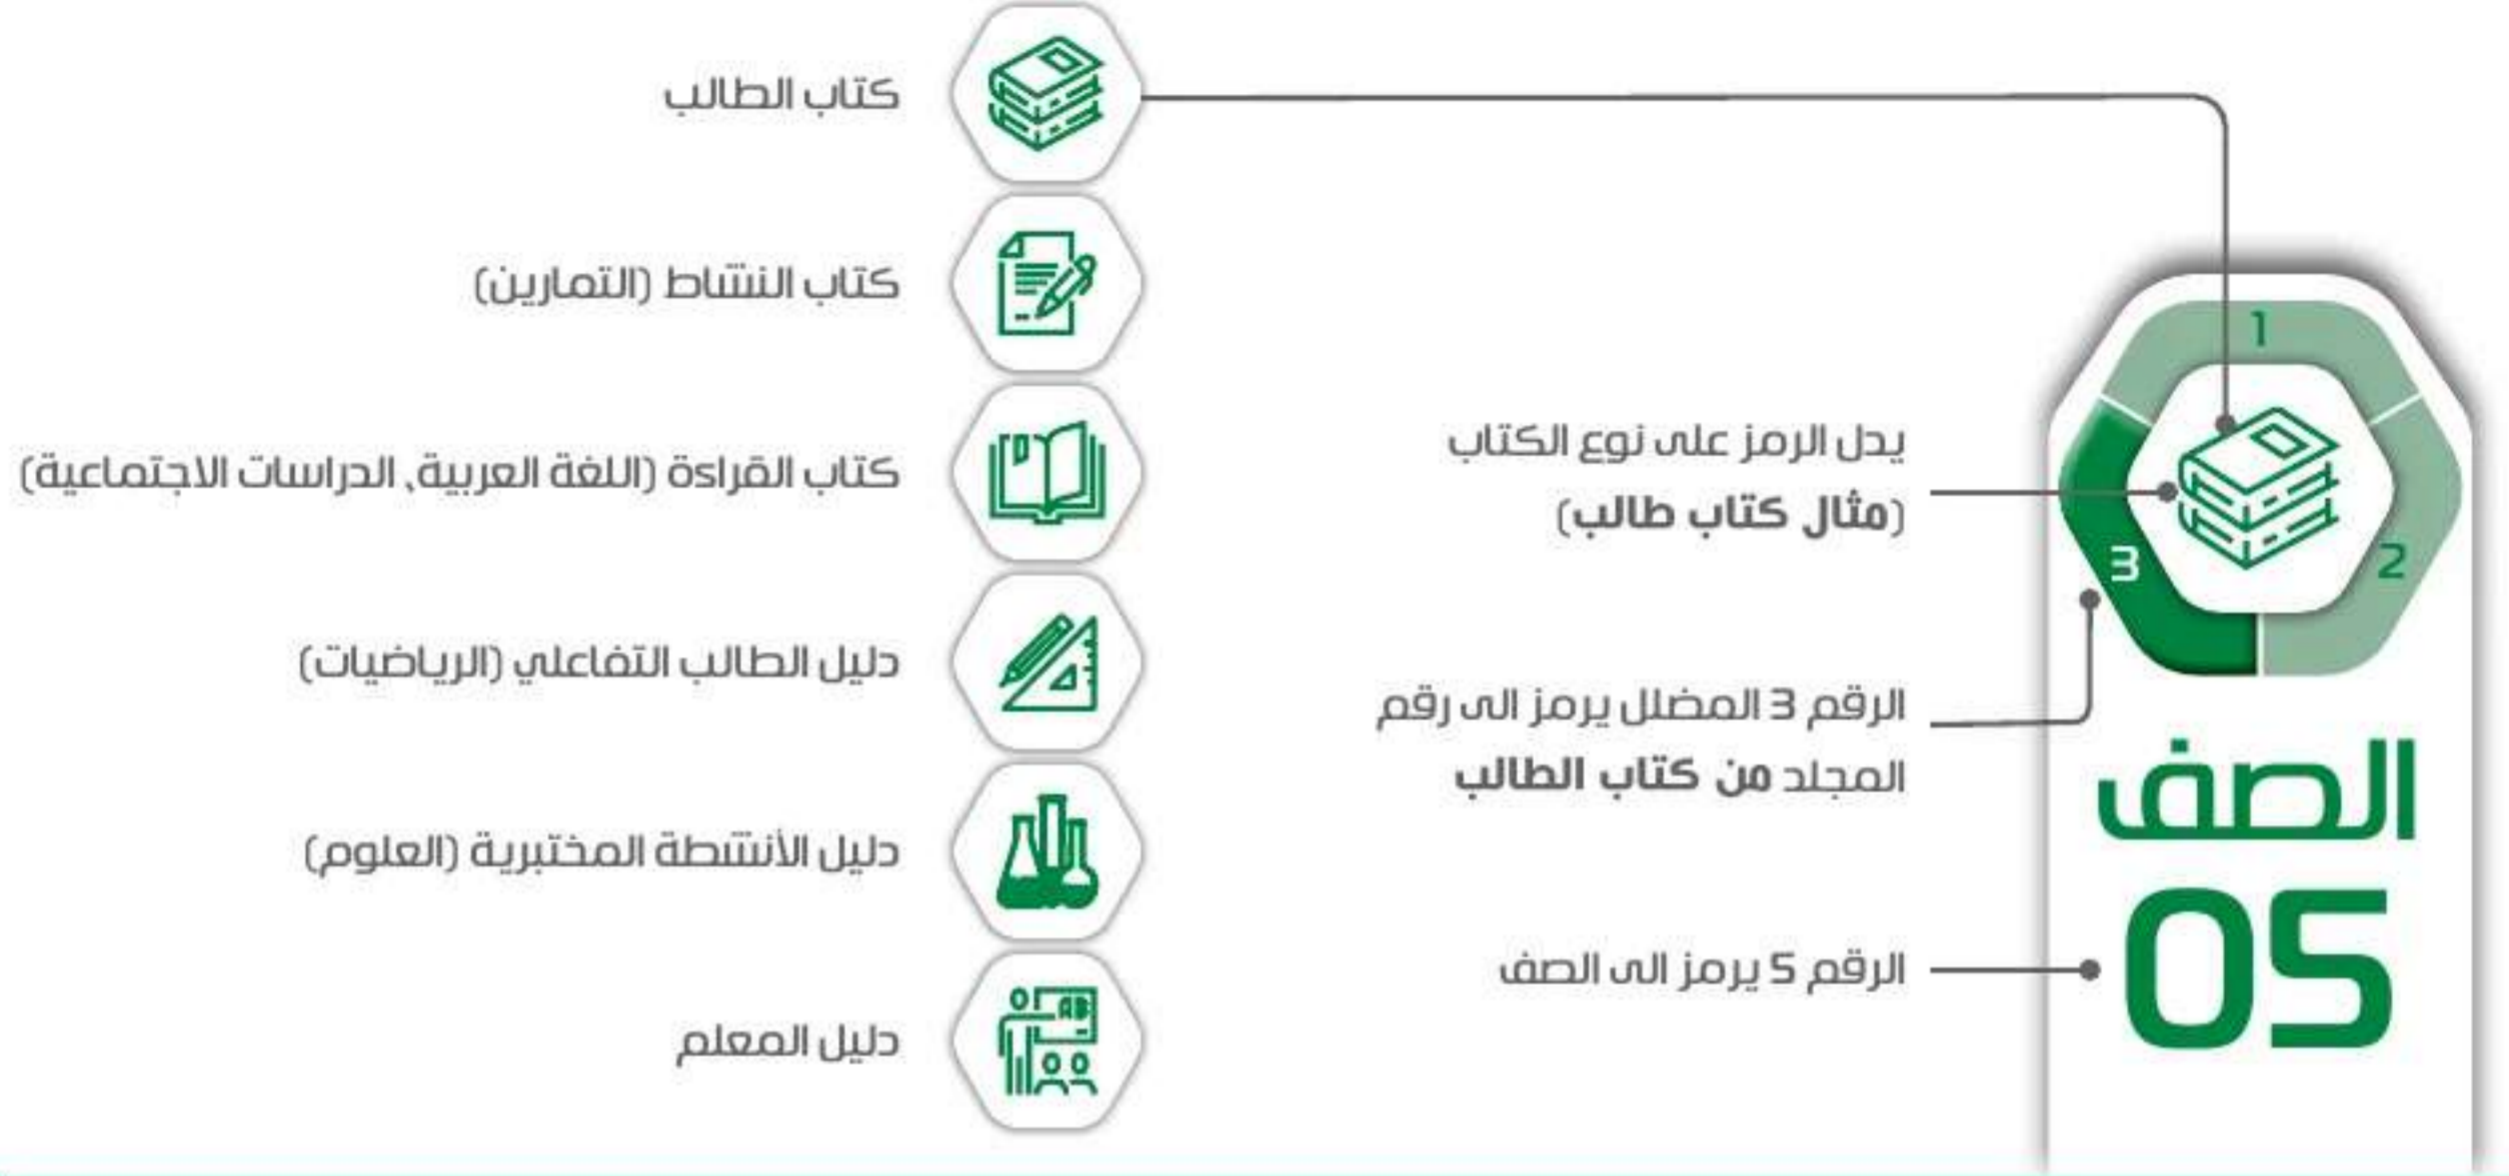 1
2
3
الصف
05
يدل الرمز على نوع الكتاب
(مثال كتاب طالب)
الرقم 3 المضلل يرمز الى رقم
المجلد من كتاب الطالب
الرقم 5 يرمز الى الصف
كتاب الطالب
كتاب النشاط (التمارين)
كتاب القراءة (اللغة العربية، الدراسات الاجتماعية)
دليل الطالب التفاعلي (الرياضيات)
دليل الأنشطة المختبرية (العلوم)
دليل المعلم